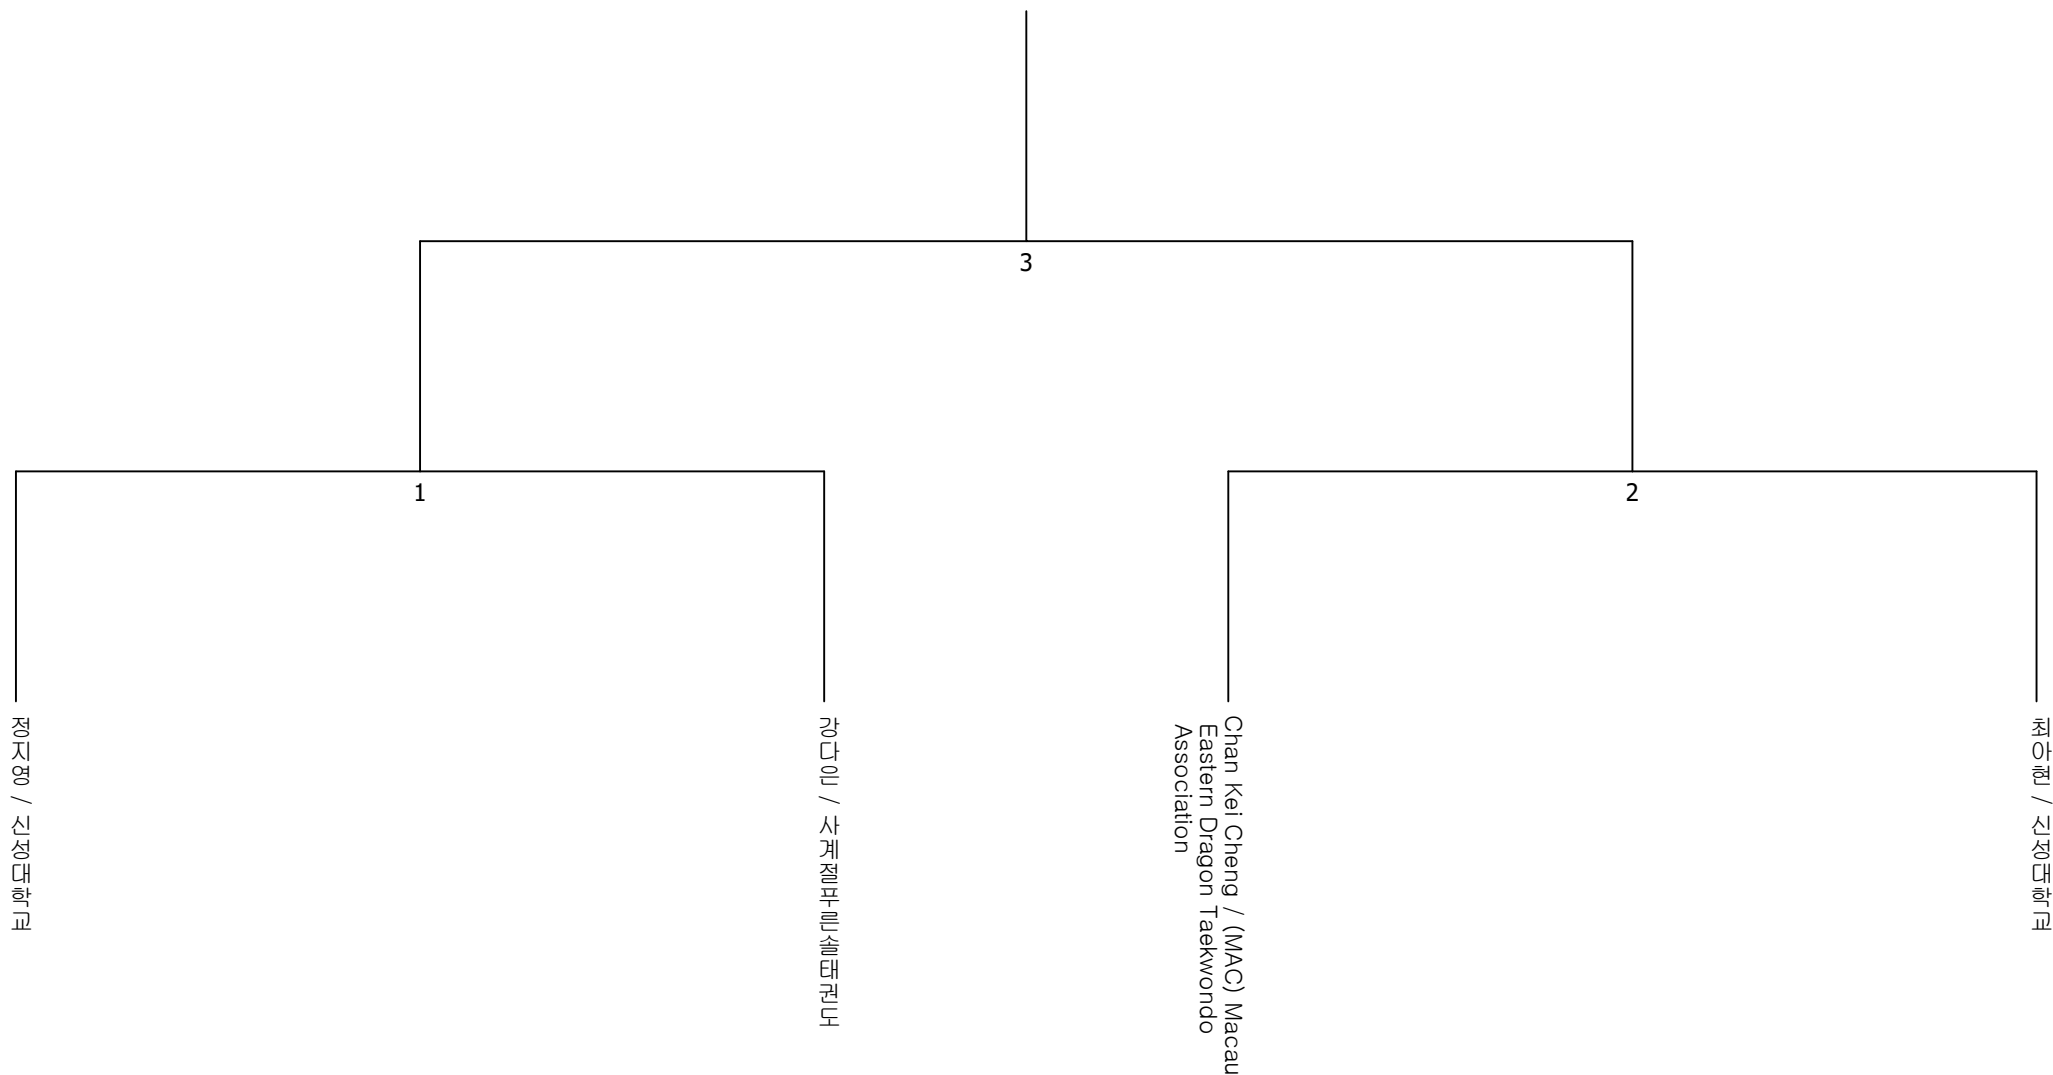 3
1
2
정지영 / 신성대학교
강다은 / 사계절푸른솔태권도
Chan Kei Cheng / (MAC) Macau
Eastern Dragon Taekwondo
Association
최아현 / 신성대학교